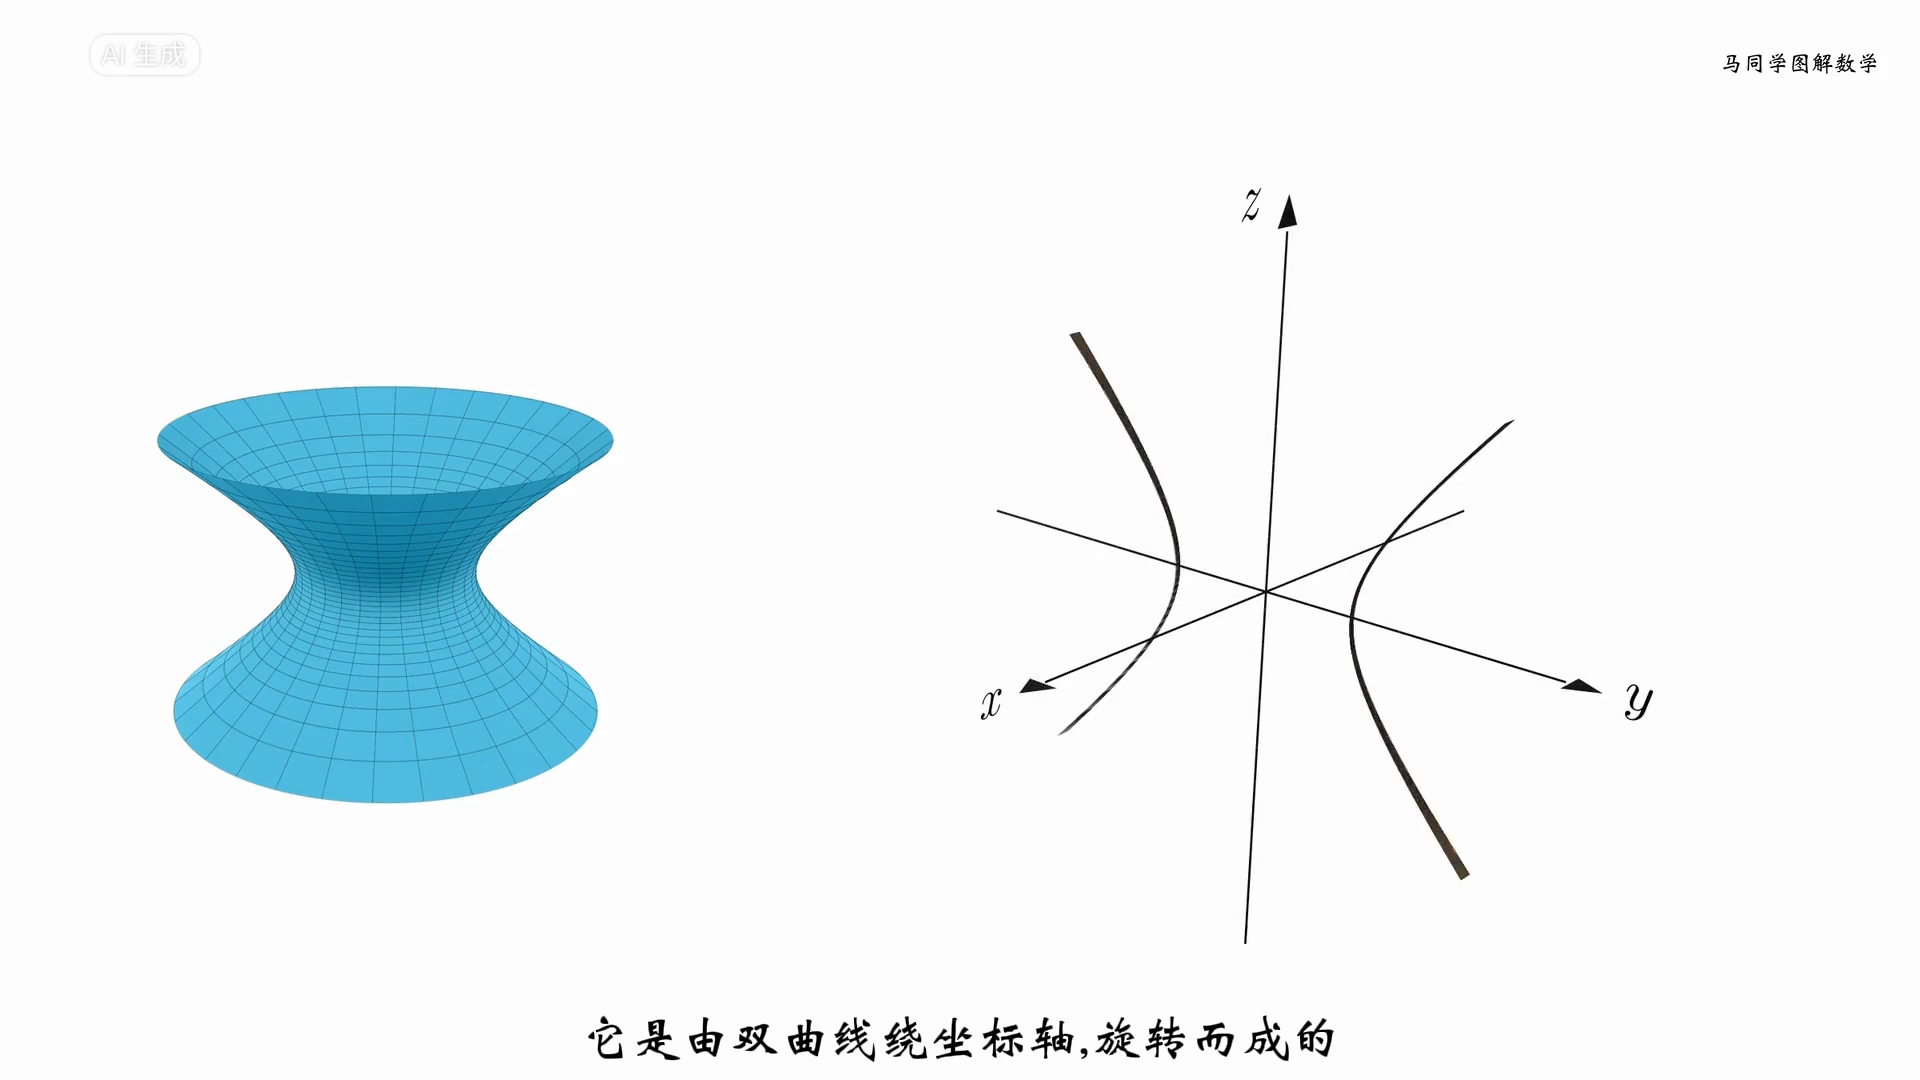 AI 生成
马同学图解数学
z
x
y
它是由双曲线绕坐标轴,旋转而成的